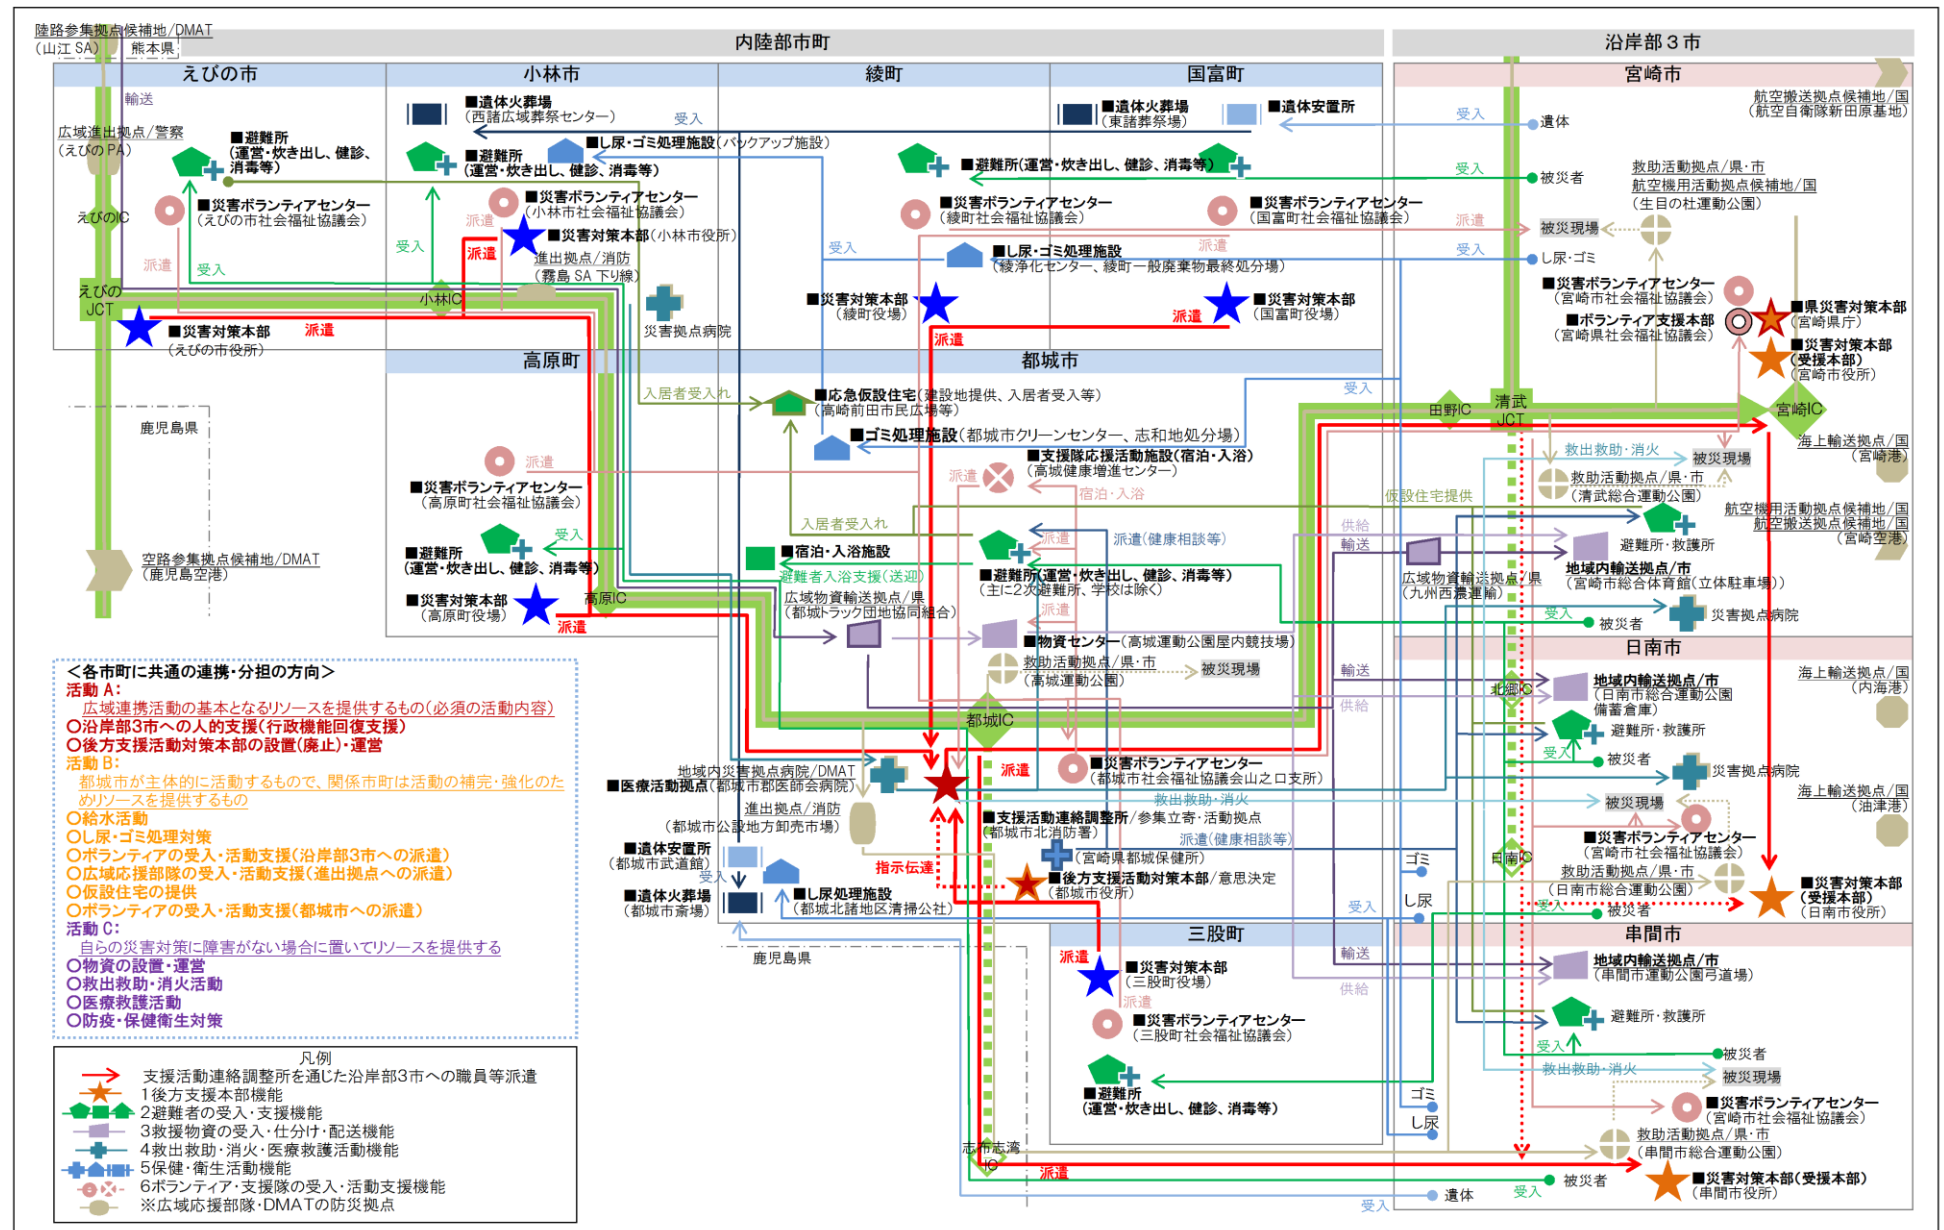 陸路参集拠点候補地/DMAT
(山江 SA)
熊本県
内陸部市町
沿岸部３市
えびの市
小林市
綾町
国富町
宮崎市
輸送
広域進出拠点/警察
(えびの PA)
■避難所
(運営・炊き出し、健診、
消毒等)
■災害ボランティアセンター
(えびの市社会福祉協議会)
えびのIC
派遣
受入
えびの
JCT
■災害対策本部
(えびの市役所)
派遣
■遺体火葬場
(西諸広域葬祭センター)
受入
■し尿・ゴミ処理施設(バックアップ施設)
■避難所
(運営・炊き出し、健診、消毒等)
■災害ボランティアセンター
(小林市社会福祉協議会)
派遣
■災害対策本部(小林市役所)
派遣
受入
進出拠点/消防
(霧島 SA 下り線)
小林IC
派遣
災害拠点病院
■遺体火葬場
(東諸葬祭場)
■遺体安置所
■避難所(運営・炊き出し、健診、消毒等)
■災害ボランティアセンター
(綾町社会福祉協議会)
■災害ボランティアセンター
(国富町社会福祉協議会)
派遣
■し尿・ゴミ処理施設
(綾浄化センター、綾町一般廃棄物最終処分場)
受入
■災害対策本部
(綾町役場)
■災害対策本部
(国富町役場)
派遣
派遣
受入
遺体
受入
被災者
派遣
被災現場
受入
し尿・ゴミ
航空搬送拠点候補地/国
(航空自衛隊新田原基地)
救助活動拠点/県・市
航空機用活動拠点候補地/国
(生目の杜運動公園)
■災害ボランティアセンター
(宮崎市社会福祉協議会)
■ボランティア支援本部
(宮崎県社会福祉協議会)
■県災害対策本部
(宮崎県庁)
■災害対策本部
(受援本部)
(宮崎市役所)
高原町
都城市
鹿児島県
入居者受入れ
■応急仮設住宅(建設地提供、入居者受入等)
(高崎前田市民広場等)
受入
■ゴミ処理施設(都城市クリーンセンター、志和地処分場)
田野IC
清武
JCT
宮崎IC
海上輸送拠点/国
(宮崎港)
救出救助・消火
被災現場
救助活動拠点/県・市
(清武総合運動公園)
派遣
■災害ボランティアセンター
(高原町社会福祉協議会)
■支援隊応援活動施設(宿泊・入浴)
(高城健康増進センター)
派遣
宿泊・入浴
仮設住宅提供
航空機用活動拠点候補地/国
航空搬送拠点候補地/国
(宮崎空港)
受入
■避難所
(運営・炊き出し、健診、消毒等)
入居者受入れ
■宿泊・入浴施設
避難者入浴支援(送迎)
派遣
派遣(健康相談等)
■避難所(運営・炊き出し、健診、消毒等)
(主に2次避難所、学校は除く)
派遣
供給
輸送
避難所・救護所
広域物資輸送拠点/県
(九州西濃運輸)
地域内輸送拠点/市
(宮崎市総合体育館(立体駐車場))
空路参集拠点候補地/DMAT
(鹿児島空港)
■災害対策本部
(高原町役場)
高原IC
派遣
広域物資輸送拠点/県
(都城トラック団地協同組合)
■物資センター(高城運動公園屋内競技場)
救助活動拠点/県・市
(高城運動公園)
被災現場
受入
被災者
災害拠点病院
日南市
輸送
供給
北郷IC
地域内輸送拠点/市
(日南市総合運動公園
備蓄倉庫)
海上輸送拠点/国
(内海港)
避難所・救護所
受入
被災者
災害拠点病院
海上輸送拠点/国
(油津港)
被災現場
■災害ボランティアセンター
(宮崎市社会福祉協議会)
日南IC
救助活動拠点/県・市
(日南市総合運動公園)
■災害対策本部
(受援本部)
(日南市役所)
受入
被災者
都城IC
派遣
■災害ボランティアセンター
(都城市社会福祉協議会山之口支所)
地域内災害拠点病院/DMAT
■医療活動拠点(都城市郡医師会病院)
救出救助・消火
進出拠点/消防
(都城市公設地方卸売市場)
■支援活動連絡調整所/参集立寄・活動拠点
(都城市北消防署)
派遣(健康相談等)
(宮崎県都城保健所)
指示伝達
■後方支援活動対策本部/意思決定
(都城市役所)
■遺体安置所
(都城市武道館)
受入
■遺体火葬場
(都城市斎場)
■し尿処理施設
(都城北諸地区清掃公社)
ゴミ
し尿
受入
鹿児島県
三股町
串間市
派遣
■災害対策本部
(三股町役場)
派遣
■災害ボランティアセンター
(三股町社会福祉協議会)
■避難所
(運営・炊き出し、健診、消毒等)
輸送
供給
地域内輸送拠点/市
(串間市運動公園弓道場)
避難所・救護所
受入
被災者
救出救助・消火
被災現場
ゴミ
し尿
■災害ボランティアセンター
(宮崎市社会福祉協議会)
救助活動拠点/県・市
(串間市総合運動公園)
志布志湾
IC
派遣
■災害対策本部(受援本部)
(串間市役所)
受入
被災者
受入
遺体
＜各市町に共通の連携・分担の方向＞
活動 A:
広域連携活動の基本となるリソースを提供するもの(必須の活動内容)
○沿岸部3市への人的支援(行政機能回復支援)
○後方支援活動対策本部の設置(廃止)・運営
活動 B:
都城市が主体的に活動するもので、関係市町は活動の補完・強化のた
めリソースを提供するもの
○給水活動
○し尿・ゴミ処理対策
○ボランティアの受入・活動支援(沿岸部3市への派遣)
○広域応援部隊の受入・活動支援(進出拠点への派遣)
○仮設住宅の提供
○ボランティアの受入・活動支援(都城市への派遣)
活動 C:
自らの災害対策に障害がない場合に置いてリソースを提供する
○物資の設置・運営
○救出救助・消火活動
○医療救護活動
○防疫・保健衛生対策
凡例
支援活動連絡調整所を通じた沿岸部3市への職員等派遣
1後方支援本部機能
2避難者の受入・支援機能
3救援物資の受入・仕分け・配送機能
4救出救助・消火・医療救護活動機能
5保健・衛生活動機能
6ボランティア・支援隊の受入・活動支援機能
※広域応援部隊・DMATの防災拠点